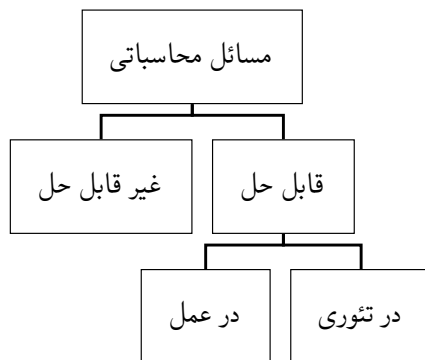 مسائل محاسباتی
قابل حل
غیر قابل حل
در تئوری
در عمل